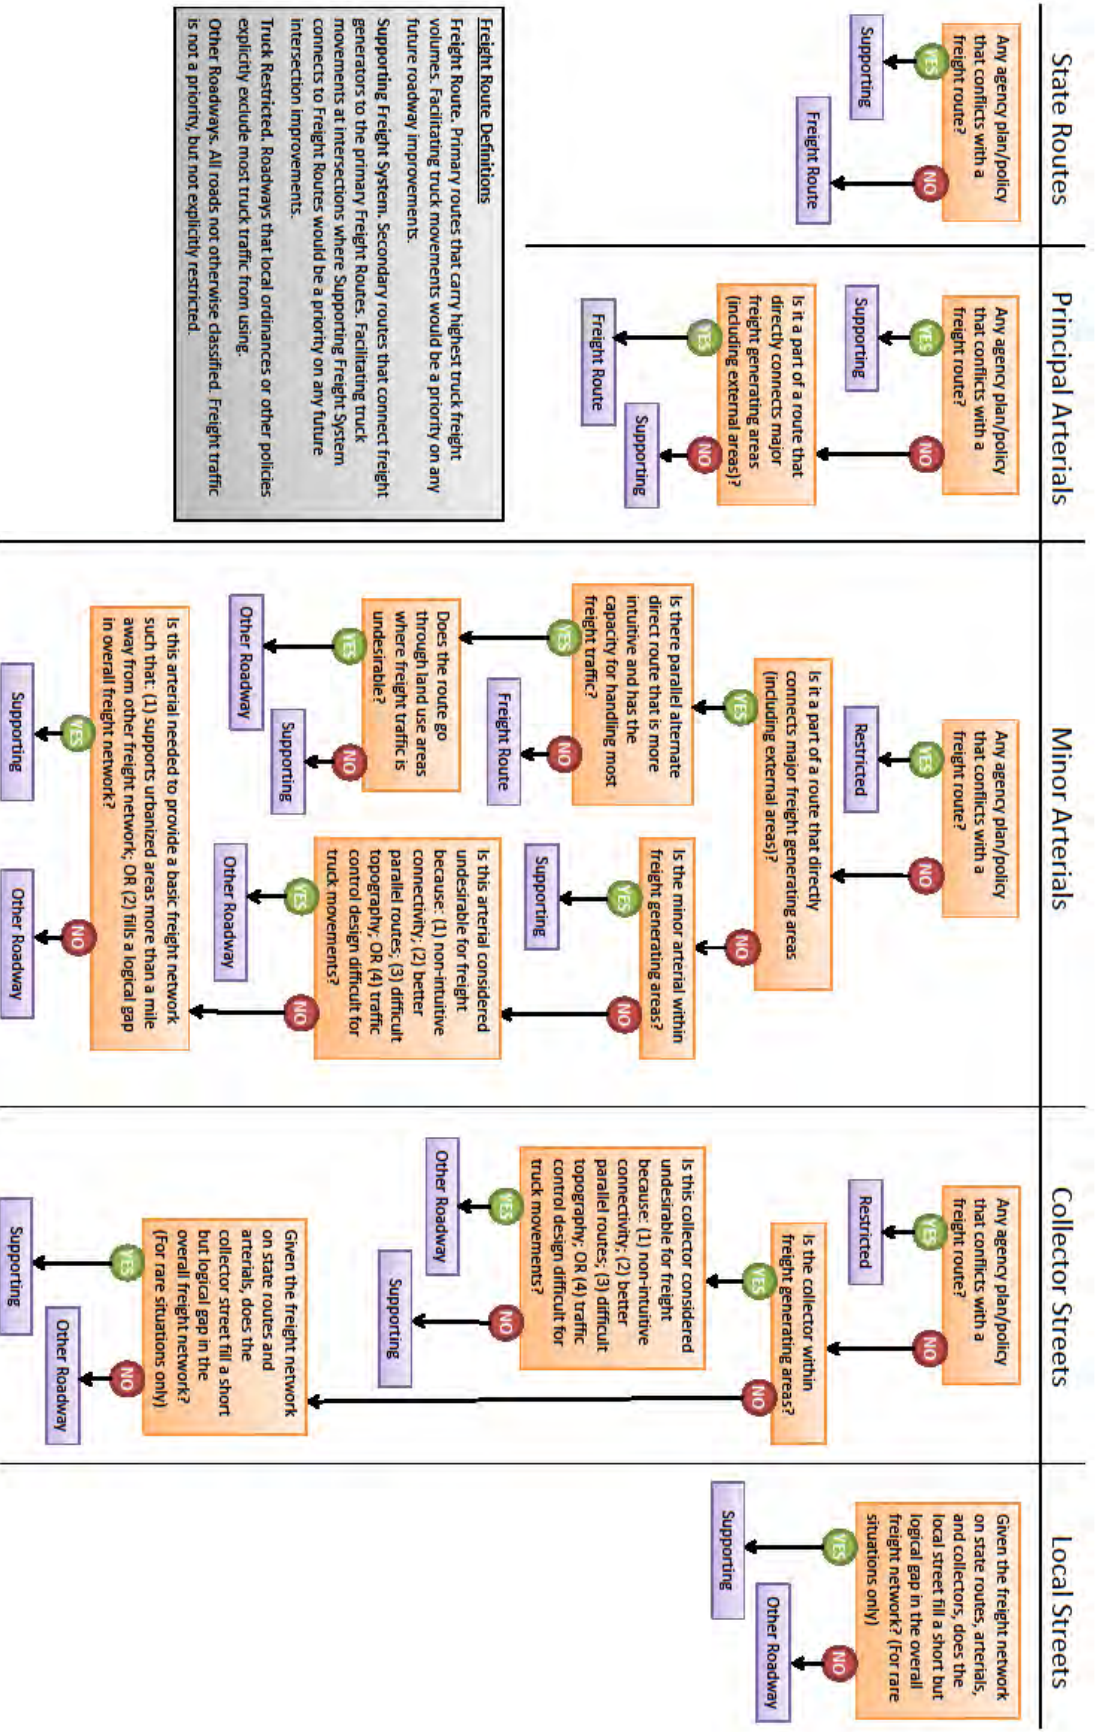 State Routes
Any agency plan/policy
that conflicts with a
freight route?
YES
NO
Supporting
Freight Route
Principal Arterials
Any agency plan/policy
that conflicts with a
freight route?
YES
NO
Supporting
Is it a part of a route that
directly connects major
freight generating areas
(including external areas)?
YES
NO
Freight Route
Supporting
Freight Route Definitions
Freight Route. Primary routes that carry highest truck freight
volumes. Facilitating truck movements would be a priority on any
future roadway improvements.
Supporting Freight System. Secondary routes that connect freight
generators to the primary Freight Routes. Facilitating truck
movements at intersections where Supporting Freight System
connects to Freight Routes would be a priority on any future
intersection improvements.
Truck Restricted. Roadways that local ordinances or other policies
explicitly exclude most truck traffic from using.
Other Roadways. All roads not otherwise classified. Freight traffic
is not a priority, but not explicitly restricted.
Minor Arterials
Any agency plan/policy
that conflicts with a
freight route?
YES
NO
Restricted
Is it a part of a route that directly
connects major freight generating areas
(including external areas)?
YES
NO
Is there parallel alternate
direct route that is more
intuitive and has the
capacity for handling most
freight traffic?
YES
NO
Freight Route
Does the route go
through land use areas
where freight traffic is
undesirable?
YES
NO
Other Roadway
Supporting
Is the minor arterial within
freight generating areas?
YES
NO
Supporting
Is this arterial considered
undesirable for freight
because: (1) non-intuitive
connectivity; (2) better
parallel routes; (3) difficult
topography; OR (4) traffic
control design difficult for
truck movements?
YES
NO
Other Roadway
Is this arterial needed to provide a basic freight network
such that: (1) supports urbanized areas more than a mile
away from other freight network; OR (2) fills a logical gap
in overall freight network?
YES
NO
Supporting
Other Roadway
Collector Streets
Any agency plan/policy
that conflicts with a
freight route?
YES
NO
Restricted
Is the collector within
freight generating areas?
YES
NO
Is this collector considered
undesirable for freight
because: (1) non-intuitive
connectivity; (2) better
parallel routes; (3) difficult
topography; OR (4) traffic
control design difficult for
truck movements?
YES
NO
Other Roadway
Supporting
Given the freight network
on state routes and
arterials, does the
collector street fill a short
but logical gap in the
overall freight network?
(For rare situations only)
YES
NO
Supporting
Other Roadway
Local Streets
Given the freight network
on state routes, arterials,
and collectors, does the
local street fill a short but
logical gap in the overall
freight network? (For rare
situations only)
YES
NO
Supporting
Other Roadway